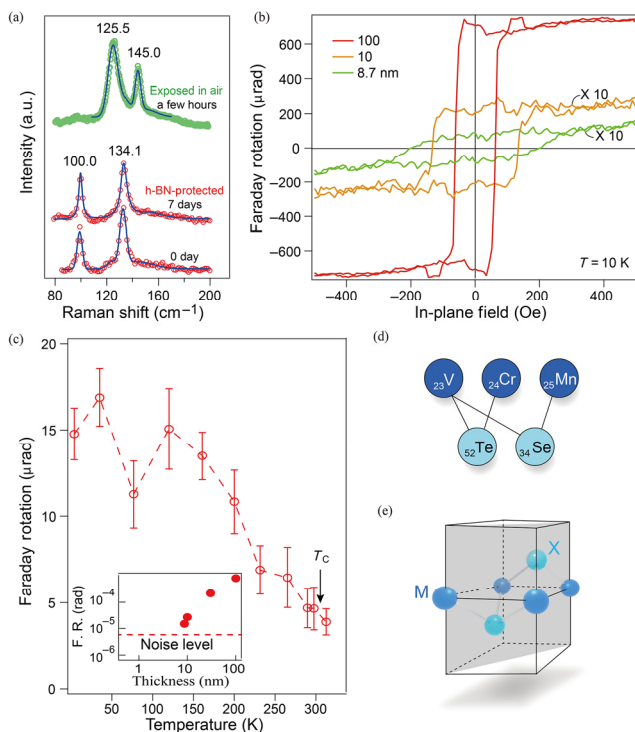 (a)
125.5
145.0
Exposed in air
a few hours
100.0
134.1
h-BN-protected
7 days
0 day
Intensity (a.u.)
80 120 160 200
Raman shift (cm−1)
(b)
100
10
8.7 nm
X 10
X 10
T = 10 K
600
400
200
0
−200
−400
−600
Faraday rotation (μrad)
−400 −200 0 200 400
In-plane field (Oe)
(c)
20
15
10
5
0
Faraday rotation (μrad)
TC
F. R. (rad)
10−4
10−5
10−6
Noise level
1 10 100
Thickness (nm)
0 50 100 150 200 250 300
Temperature (K)
(d)
23V
24Cr
25Mn
52Te
34Se
(e)
X
M